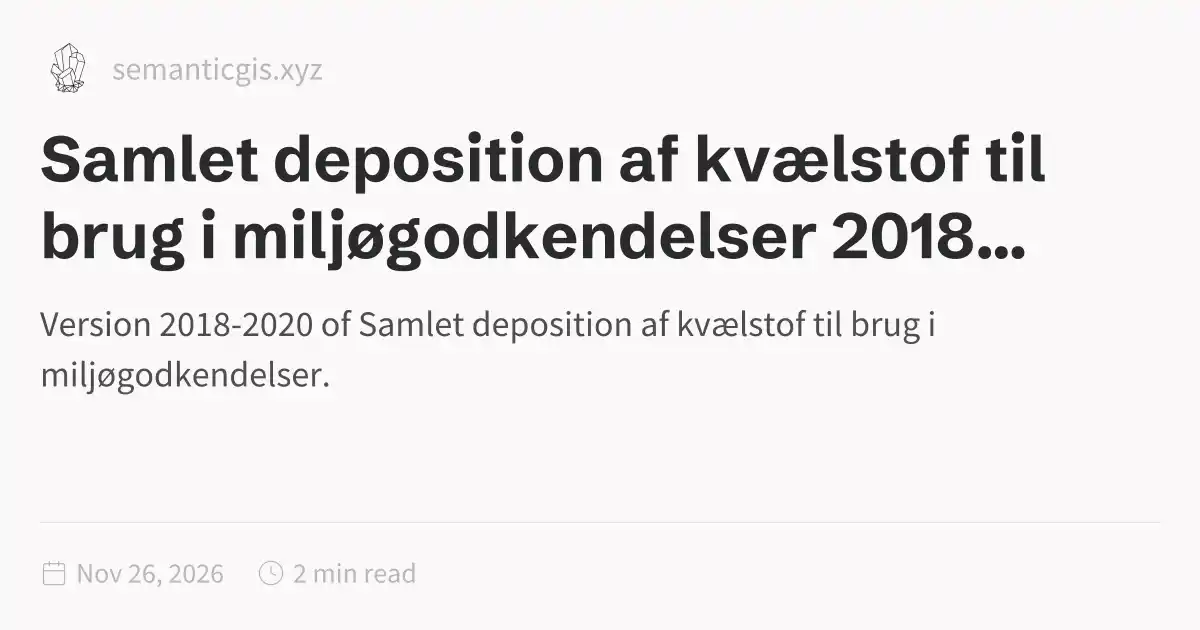 semanticgis.xyz
Samlet deposition af kvælstof til
brug i miljøgodkendelser 2018...
Version 2018-2020 of Samlet deposition af kvælstof til brug i
miljøgodkendelser.
Nov 26, 2026 2 min read